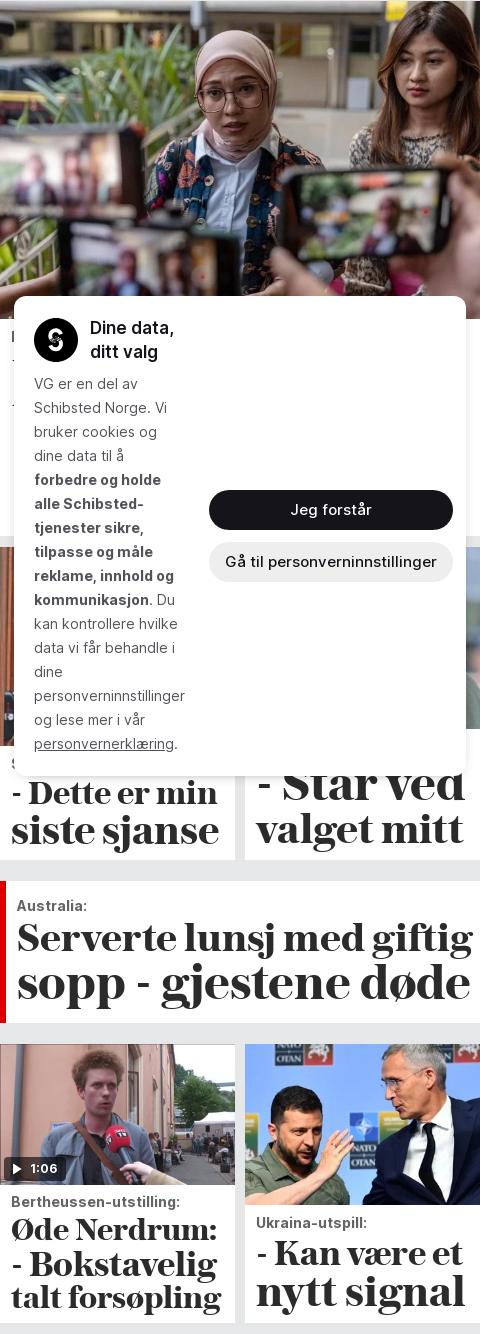 Dine data,
ditt valg
VG er en del av
Schibsted Norge. Vi
bruker cookies og
dine data til å
forbedre og holde
alle Schibsted-
tjenester sikre,
tilpasse og måle
reklame, innhold og
kommunikasjon. Du
kan kontrollere hvilke
data vi får behandle i
dine
personverninnstillinger
og lese mer i vår
personvernerklæring.
Jeg forstår
Gå til personverninnstillinger
- Dette er min
siste sjanse
- Står ved
valget mitt
Australia:
Serverte lunsj med giftig
sopp - gjestene døde
1:06
Bertheussen-utstilling:
Øde Nerdrum:
- Bokstavelig
talt forsøpling
NATO
OTAN
NATO
OTAN
Ukraina-utspill:
- Kan være et
nytt signal